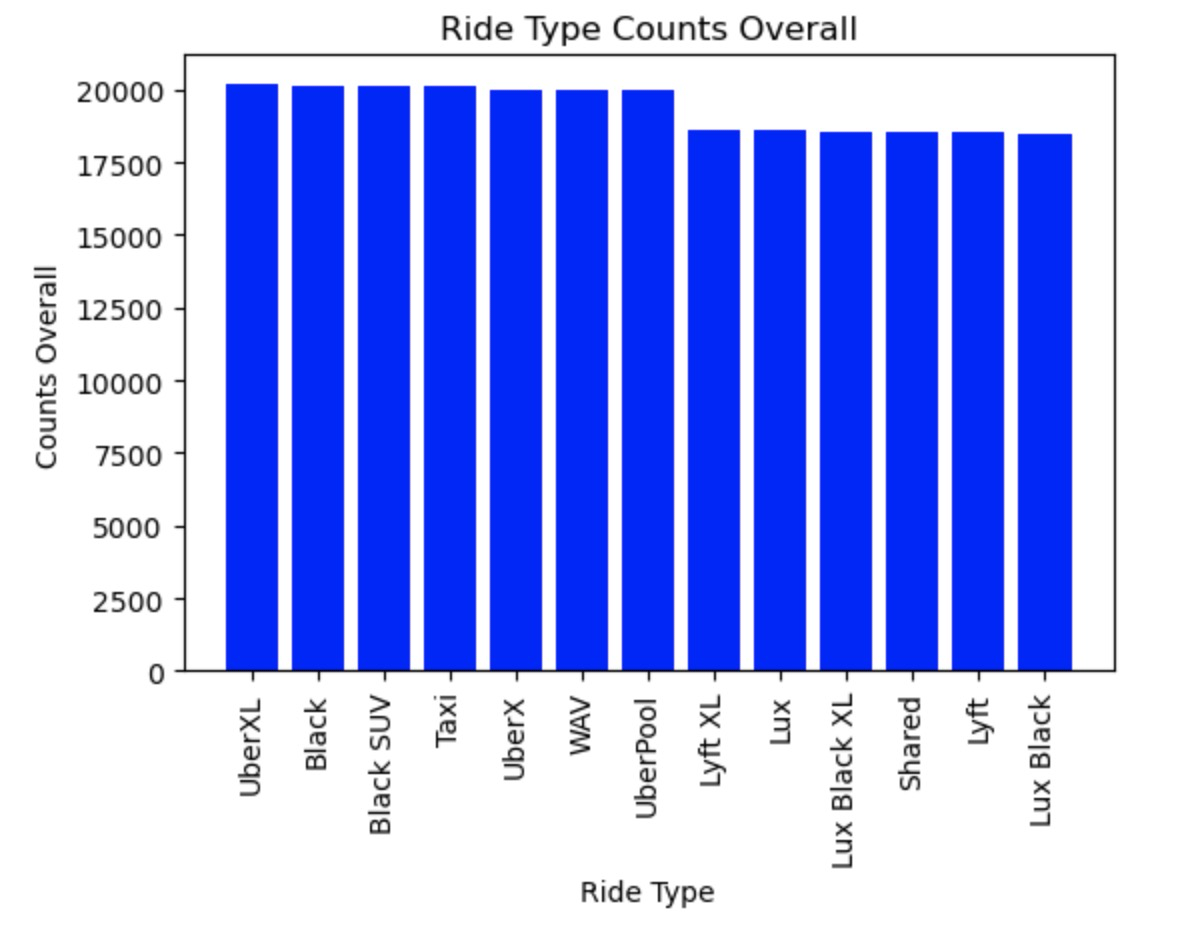 Ride Type Counts Overall
20000
17500
15000
12500
10000
7500
5000
2500
0
Counts Overall
UberXL
Black
Black SUV
Taxi
UberX
WAV
UberPool
Lyft XL
Lux
Lux Black XL
Shared
Lyft
Lux Black
Ride Type